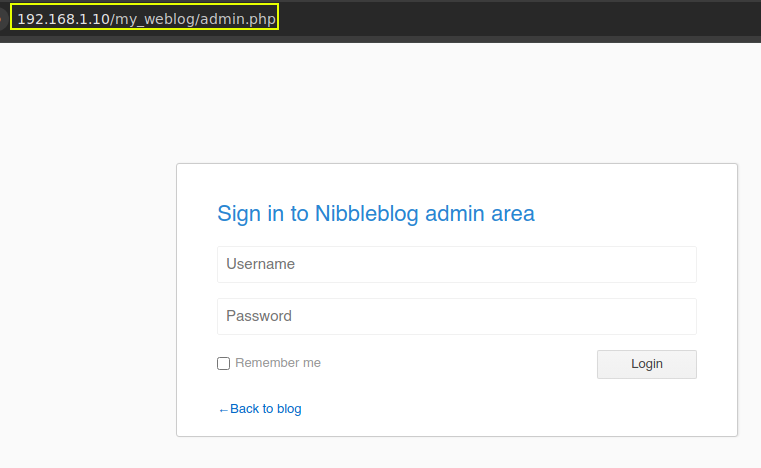 192.168.1.10/my_weblog/admin.php
Sign in to Nibbleblog admin area
Username
Password
Remember me
Login
←Back to blog